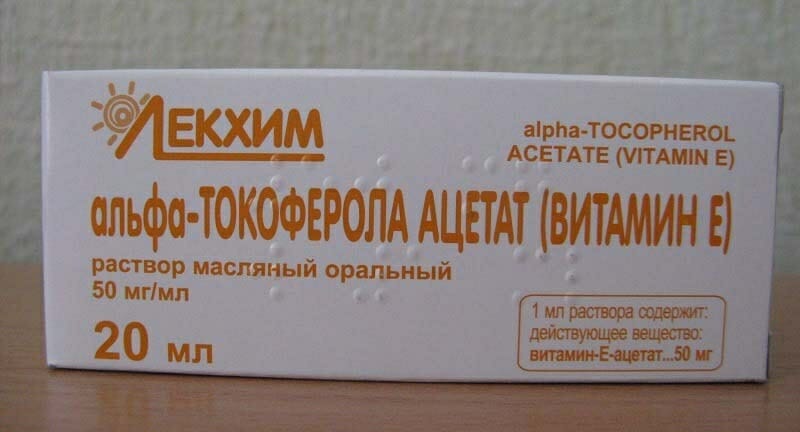 ЛЕКХИМ
alpha-TOCOPHEROL
ACETATE (VITAMIN E)
альфа-ТОКОФЕРОЛА АЦЕТАТ (ВИТАМИН Е)
раствор масляный оральный
50 мг/мл
20 мл
1 мл раствора содержит:
действующее вещество:
витамин-Е-ацетат...50 мг